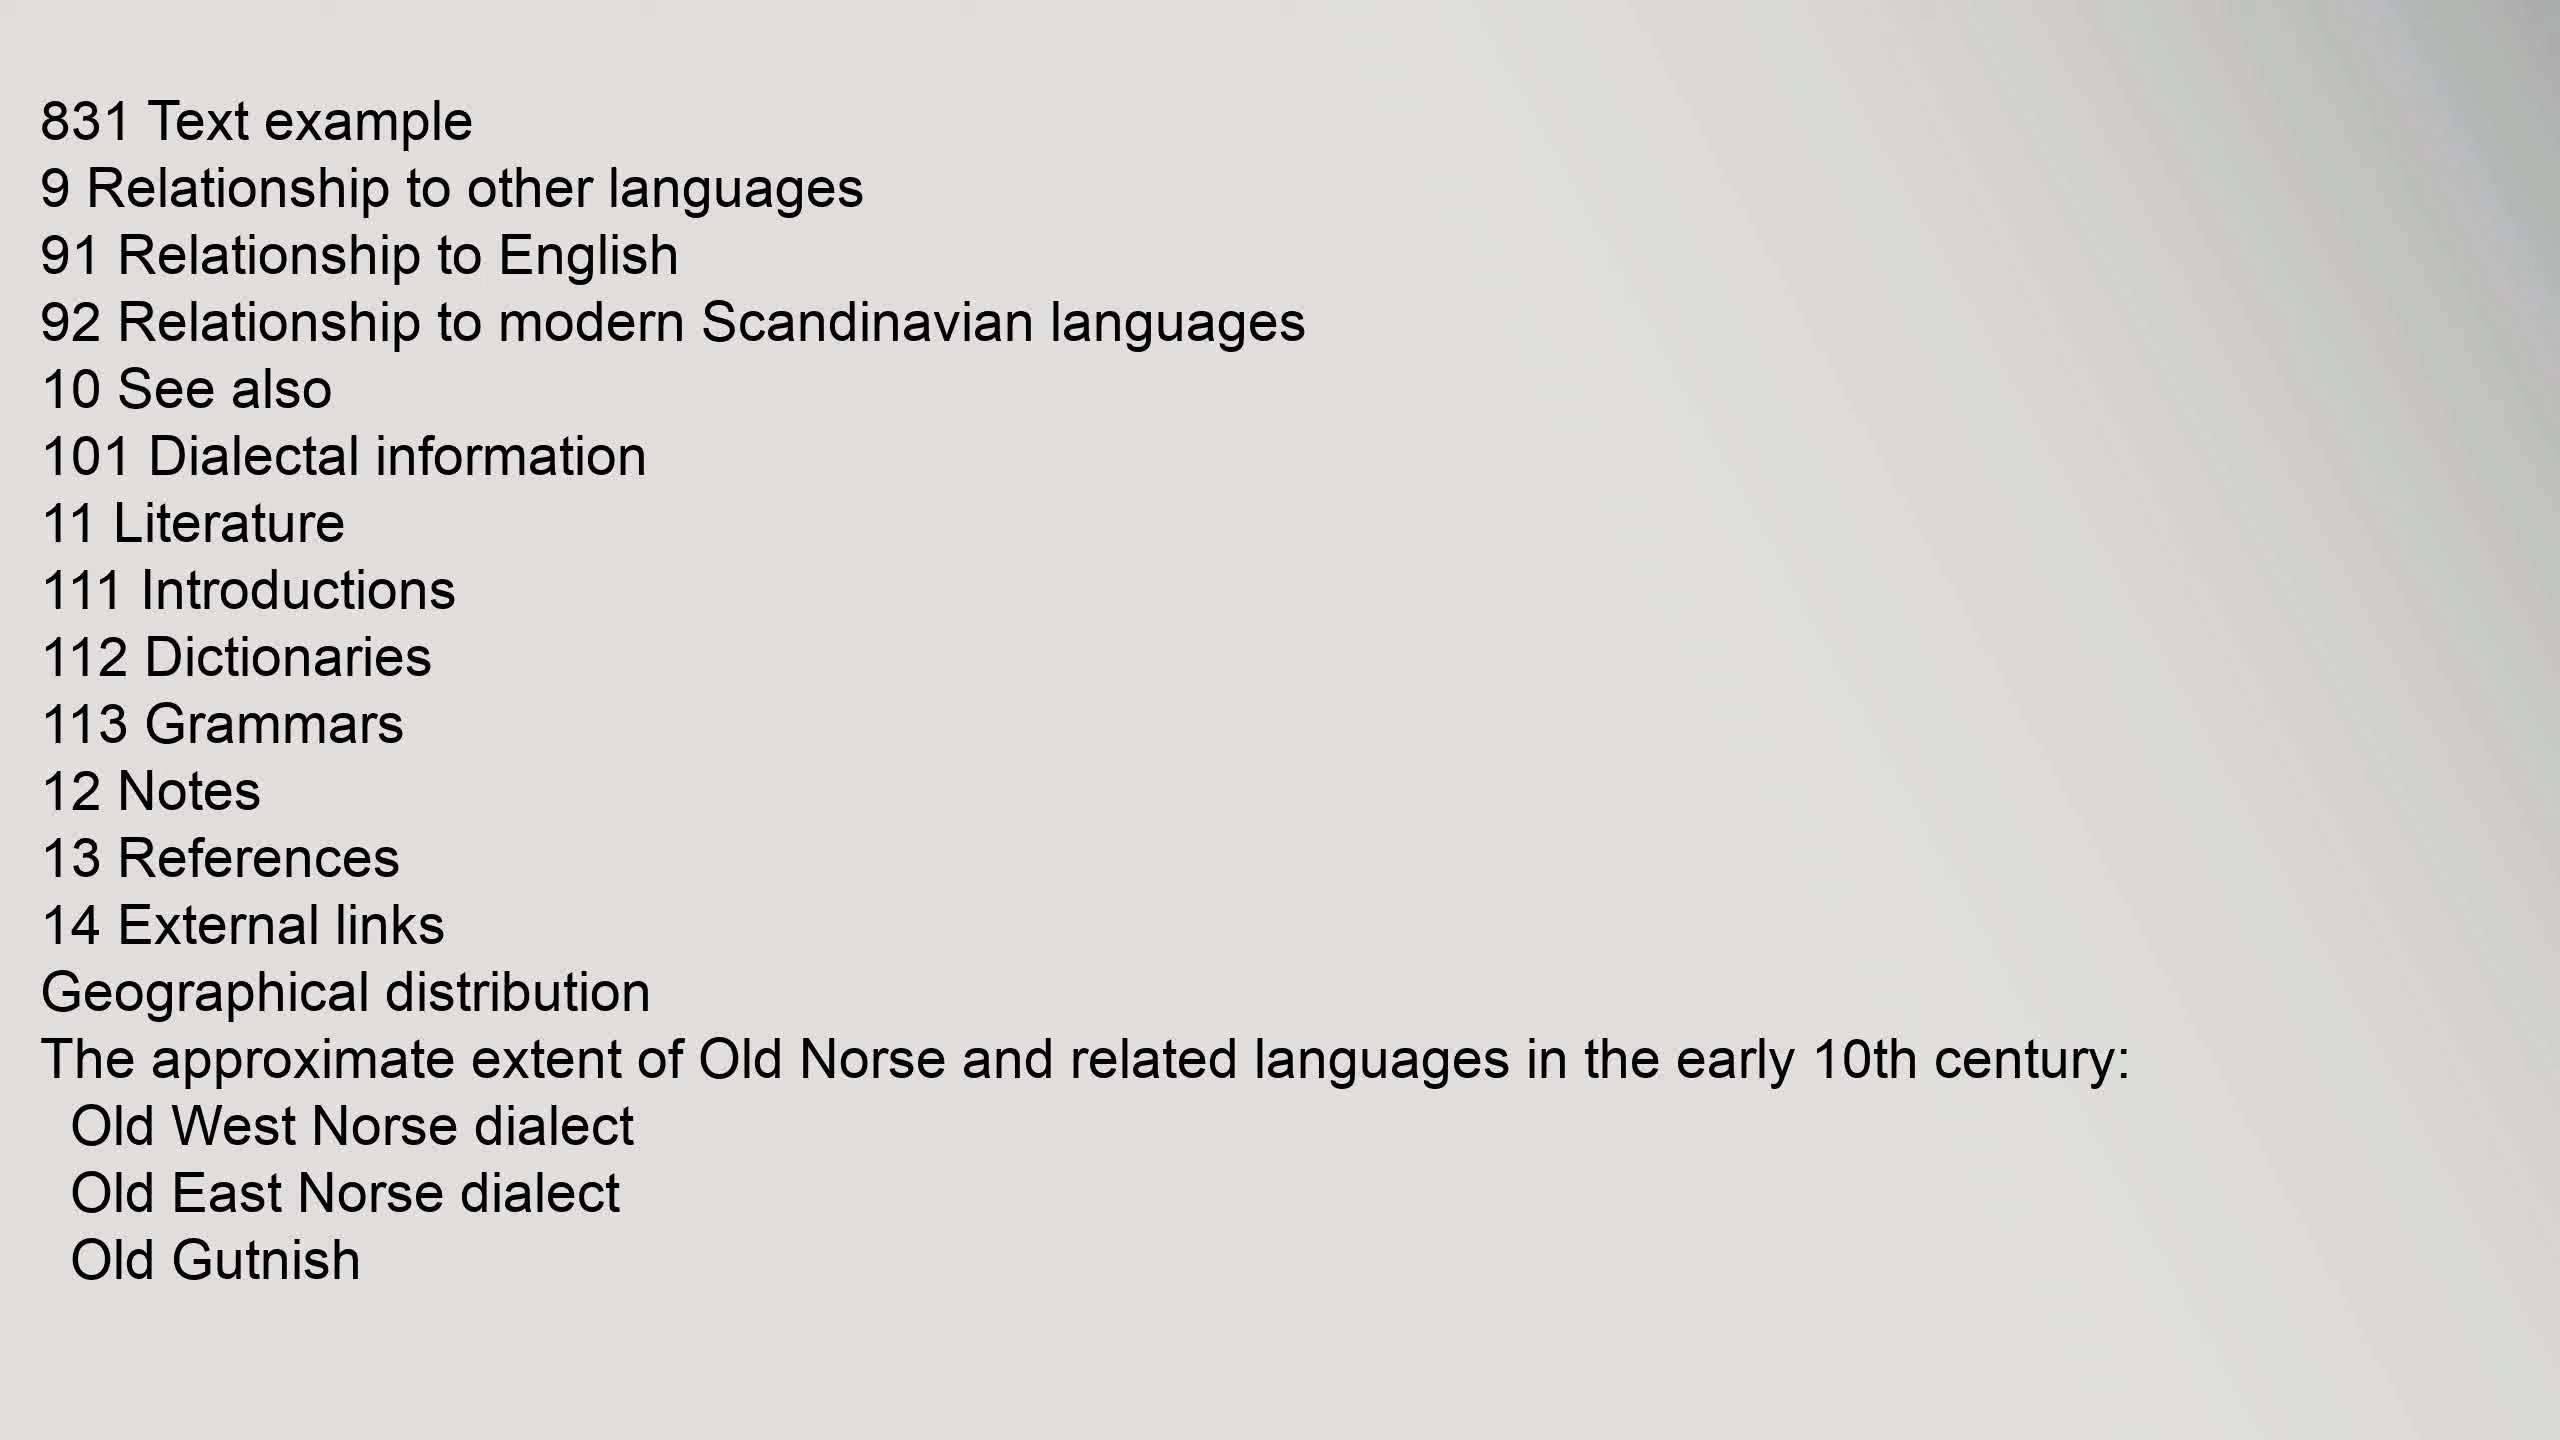 831 Text example
9 Relationship to other languages
91 Relationship to English
92 Relationship to modern Scandinavian languages
10 See also
101 Dialectal information
11 Literature
111 Introductions
112 Dictionaries
113 Grammars
12 Notes
13 References
14 External links
Geographical distribution
The approximate extent of Old Norse and related languages in the early 10th century:
Old West Norse dialect
Old East Norse dialect
Old Gutnish